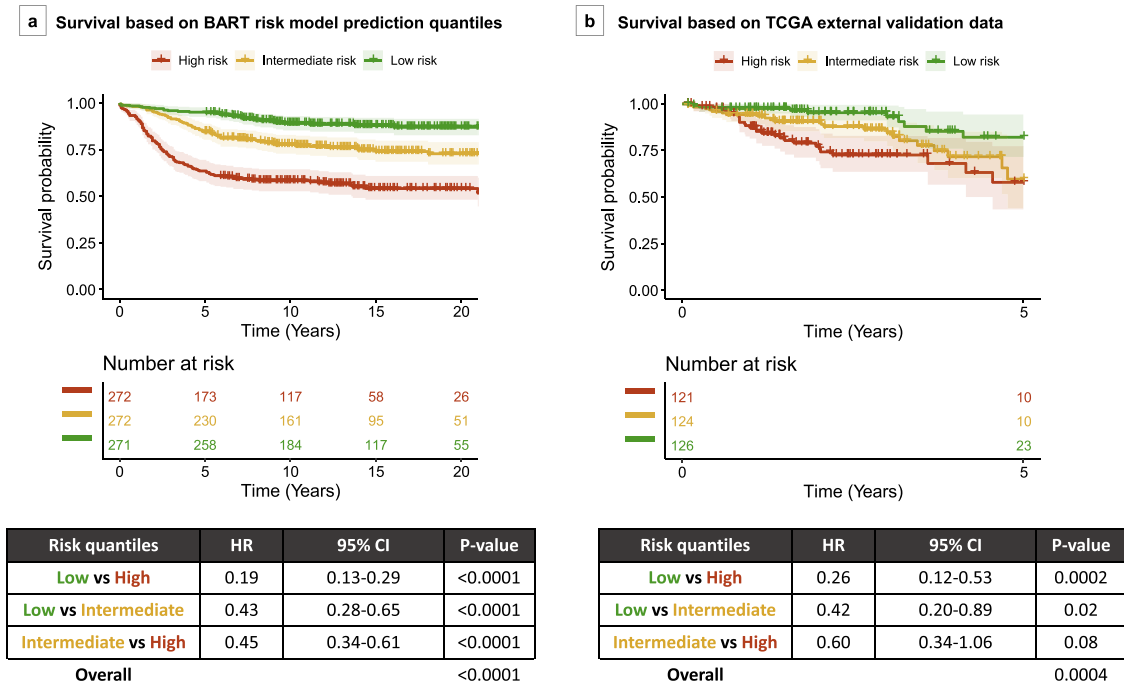 a Survival based on BART risk model prediction quantiles
High risk Intermediate risk Low risk
Survival probability
1.00
0.75
0.50
0.25
0.00
0 5 10 15 20
Time (Years)
Number at risk
272 173 117 58 26
272 230 161 95 51
271 258 184 117 55
0 5 10 15 20
Time (Years)
Risk quantiles HR 95% CI P-value
Low vs High 0.19 0.13-0.29 <0.0001
Low vs Intermediate 0.43 0.28-0.65 <0.0001
Intermediate vs High 0.45 0.34-0.61 <0.0001
Overall <0.0001
b Survival based on TCGA external validation data
High risk Intermediate risk Low risk
Survival probability
1.00
0.75
0.50
0.25
0.00
0 5
Time (Years)
Number at risk
121 10
124 10
126 23
0 5
Time (Years)
Risk quantiles HR 95% CI P-value
Low vs High 0.26 0.12-0.53 0.0002
Low vs Intermediate 0.42 0.20-0.89 0.02
Intermediate vs High 0.60 0.34-1.06 0.08
Overall 0.0004